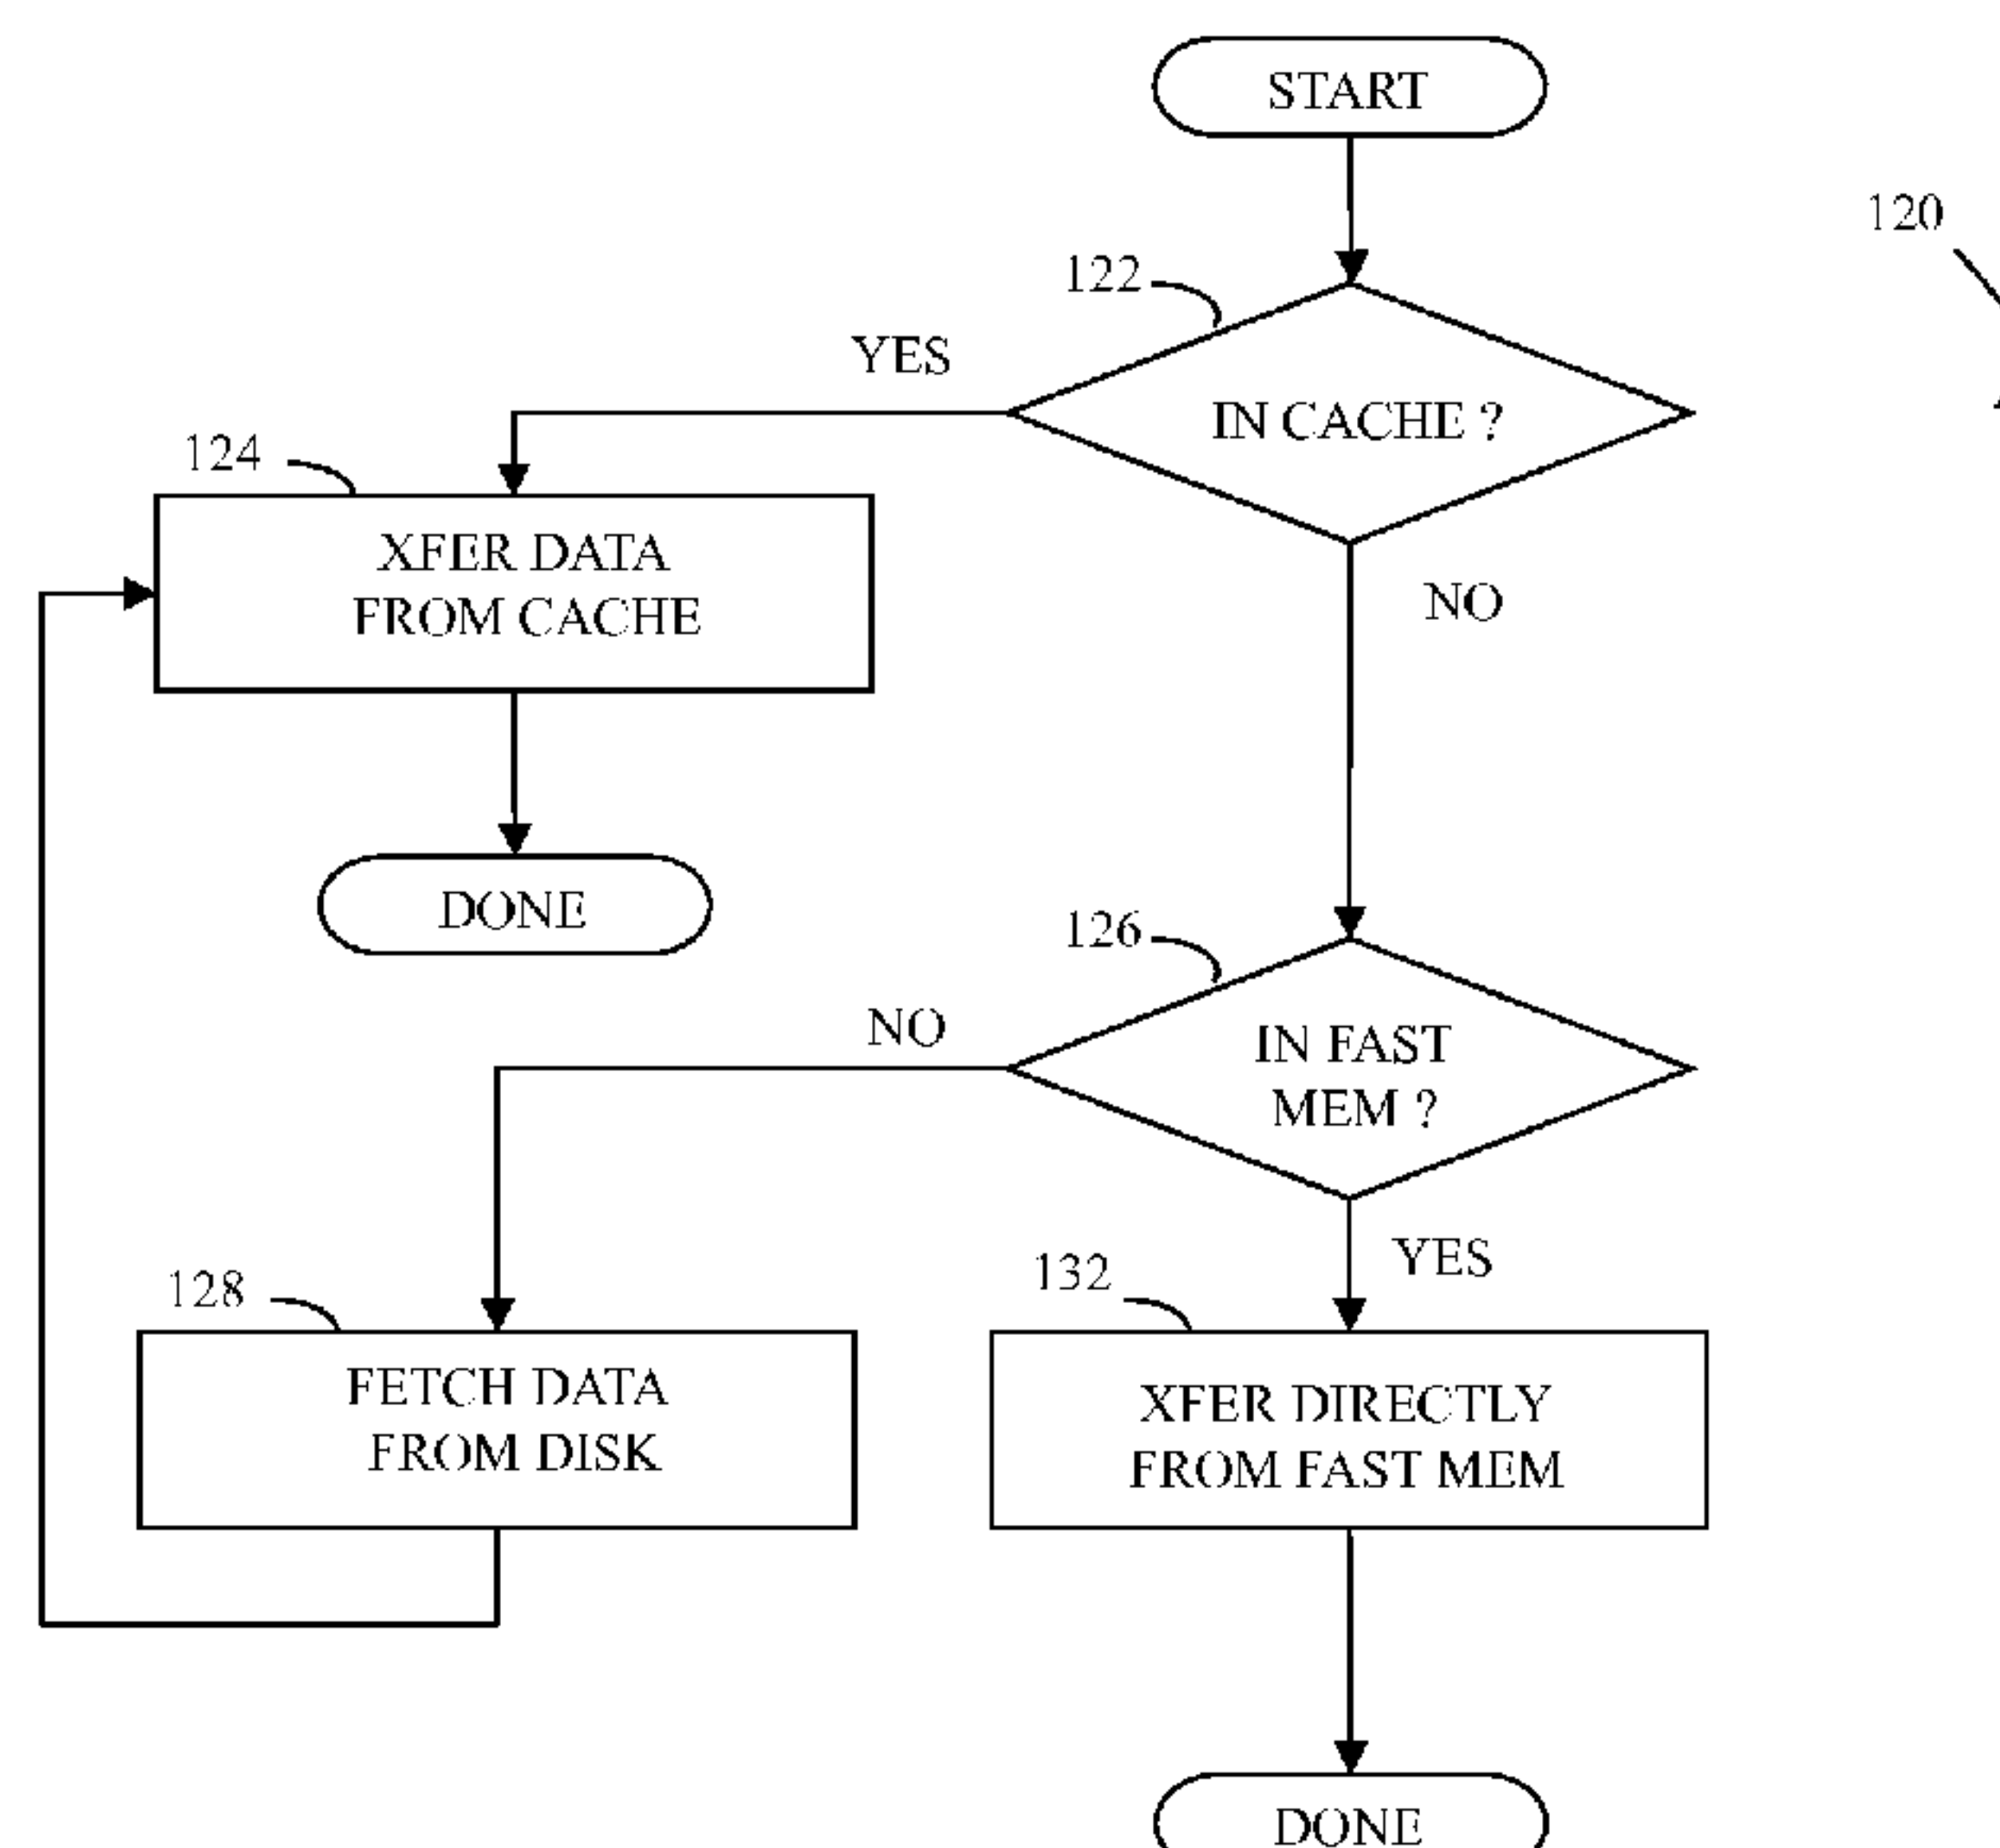 START
120
122
YES
IN CACHE ?
124
XFER DATA
FROM CACHE
NO
DONE
126
NO
IN FAST
MEM ?
YES
128
132
FETCH DATA
FROM DISK
XFER DIRECTLY
FROM FAST MEM
DONE